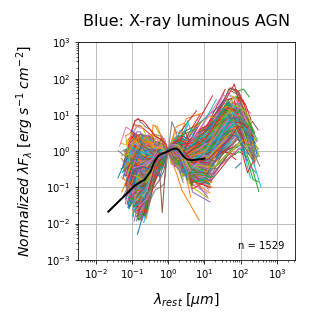 Blue: X-ray luminous AGN
Normalized λF_λ [erg s⁻¹ cm⁻²]
10³
10²
10¹
10⁰
10⁻¹
10⁻²
10⁻³
n = 1529
10⁻² 10⁻¹ 10⁰ 10¹ 10² 10³
λ_rest [μm]